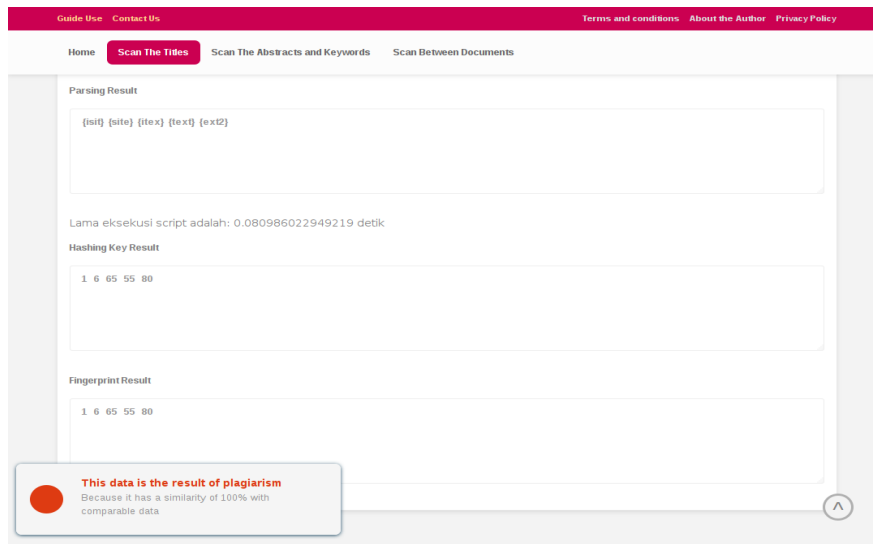 Guide Use Contact Us Terms and conditions About the Author Privacy Policy
Home Scan The Titles Scan The Abstracts and Keywords Scan Between Documents
Parsing Result
{isit} {site} {itex} {text} {ext2}
Lama eksekusi script adalah: 0.080986022949219 detik
Hashing Key Result
1 6 65 55 80
Fingerprint Result
1 6 65 55 80
This data is the result of plagiarism
Because it has a similarity of 100% with
comparable data
^